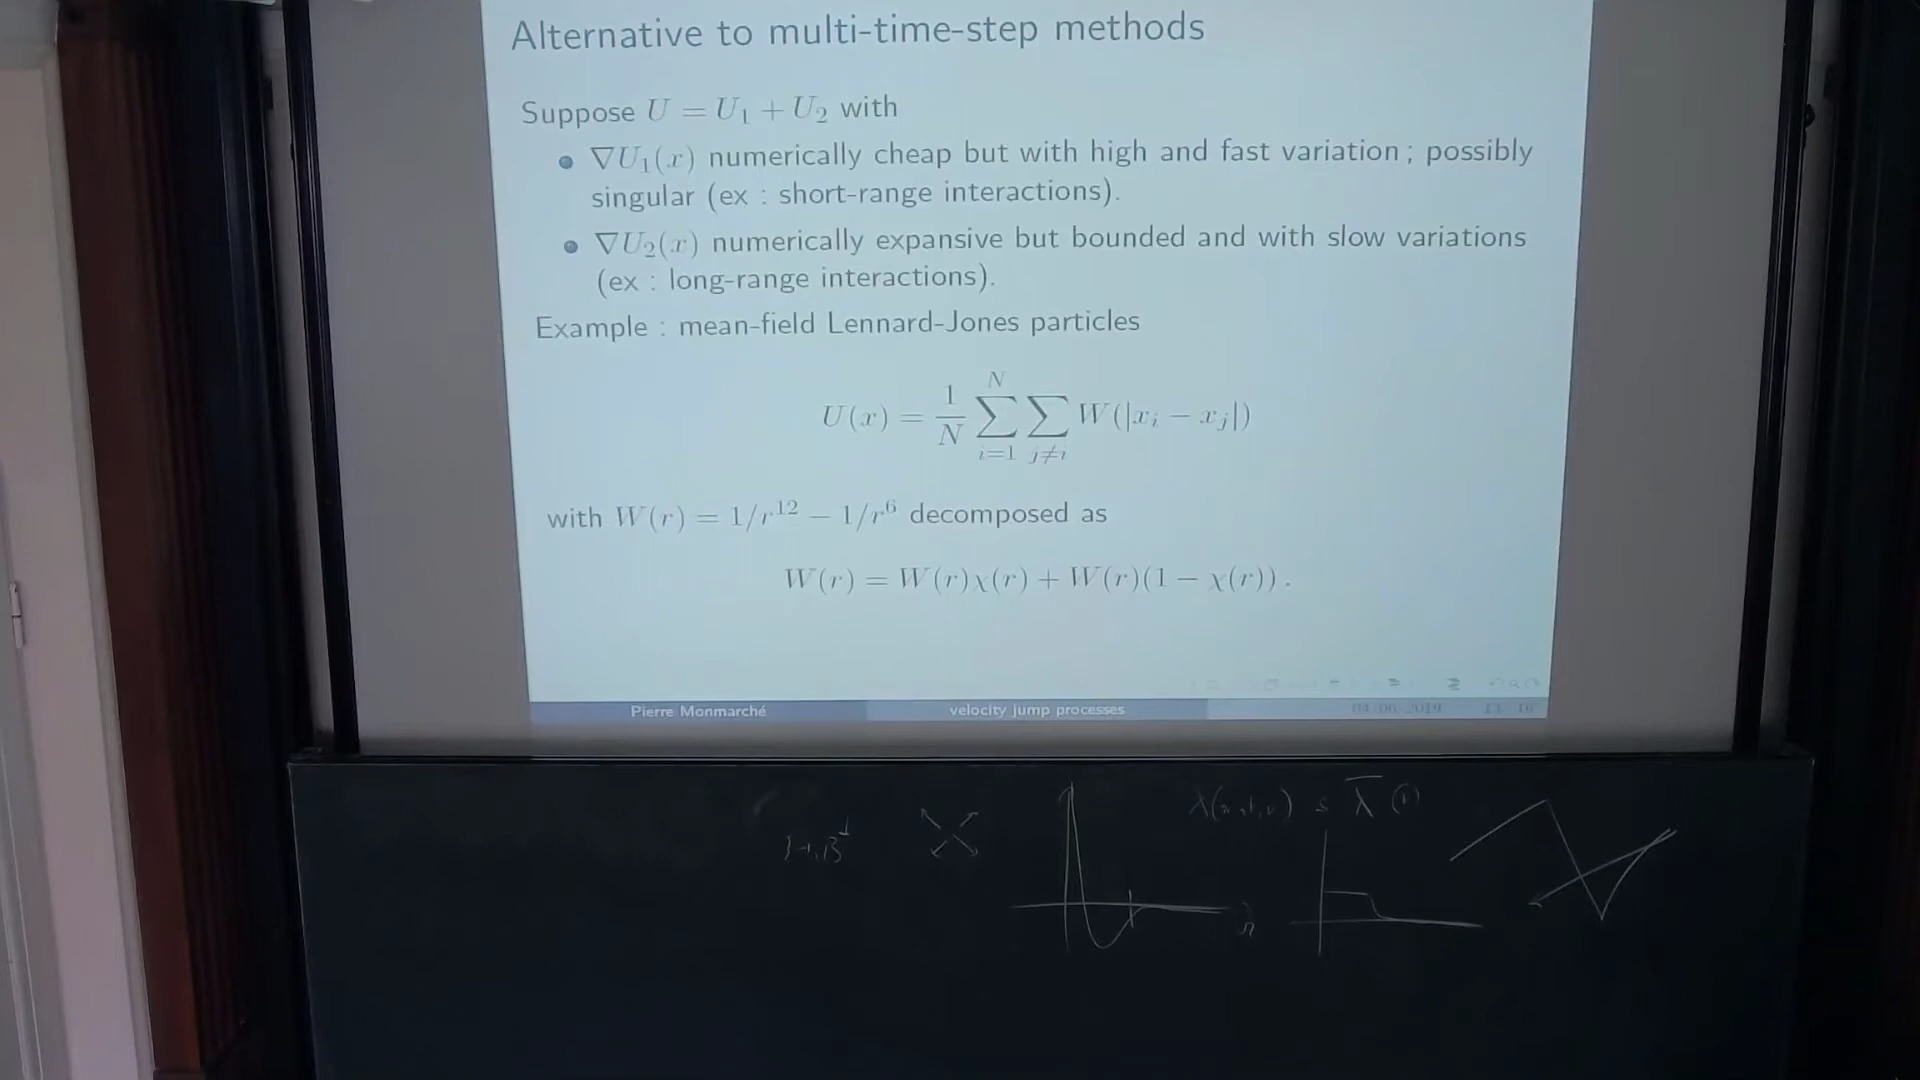 Alternative to multi-time-step methods
Suppose U = U₁ + U₂ with
• ∇U₁(x) numerically cheap but with high and fast variation ; possibly
singular (ex : short-range interactions).
• ∇U₂(x) numerically expansive but bounded and with slow variations
(ex : long-range interactions).
Example : mean-field Lennard-Jones particles
U(x) = 1/N ∑_{i=1}^{N} ∑_{j≠i} W(|x_i − x_j|)
with W(r) = 1/r¹² − 1/r⁶ decomposed as
W(r) = W(r)χ(r) + W(r)(1 − χ(r)) .
Pierre Monmarché velocity jump processes 04-06-2019